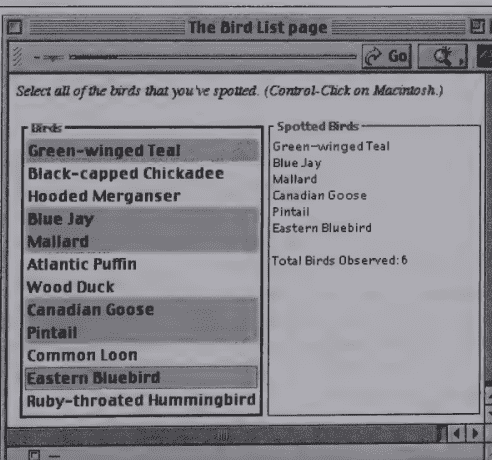 The Bird List page
Go
Select all of the birds that you've spotted. (Control-Click on Macintosh.)
Birds
Green-winged Teal
Black-capped Chickadee
Hooded Merganser
Blue Jay
Mallard
Atlantic Puffin
Wood Duck
Canadian Goose
Pintail
Common Loon
Eastern Bluebird
Ruby-throated Hummingbird
Spotted Birds
Green-winged Teal
Blue Jay
Mallard
Canadian Goose
Pintail
Eastern Bluebird
Total Birds Observed: 6